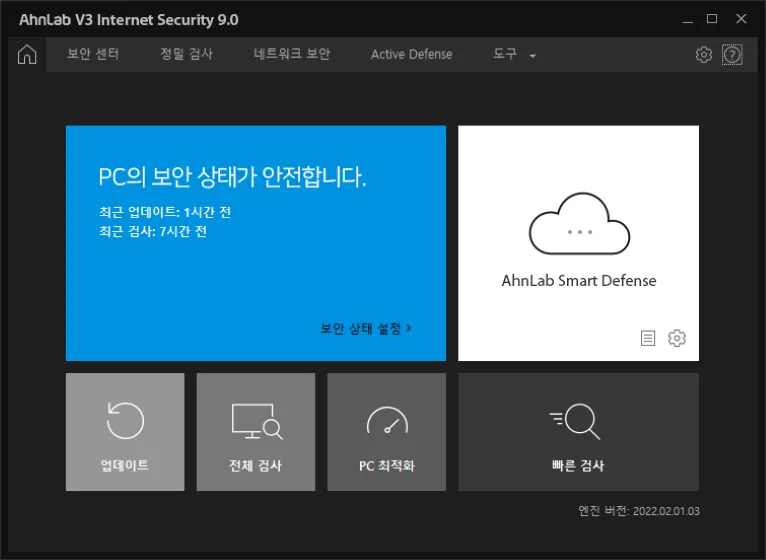 AhnLab V3 Internet Security 9.0
보안 센터 정밀 검사 네트워크 보안 Active Defense 도구
PC의 보안 상태가 안전합니다.
최근 업데이트: 1시간 전
최근 검사: 7시간 전
보안 상태 설정 >
AhnLab Smart Defense
업데이트
전체 검사
PC 최적화
빠른 검사
엔진 버전: 2022.02.01.03